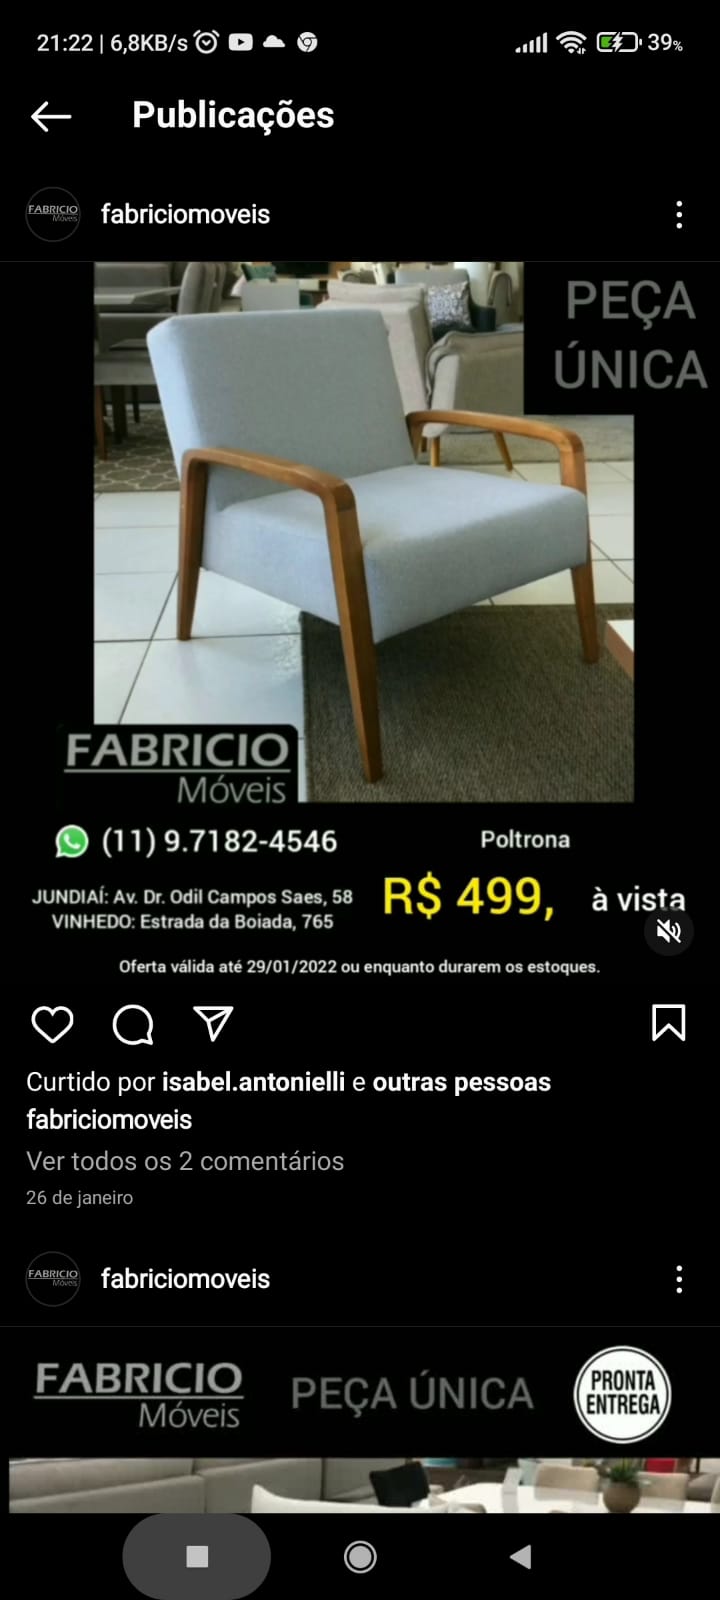 21:22 | 6,8KB/s
39%
Publicações
FABRICIO
Móveis
fabriciomoveis
PEÇA
ÚNICA
FABRICIO
Móveis
(11) 9.7182-4546
Poltrona
JUNDIAÍ: Av. Dr. Odil Campos Saes, 58
VINHEDO: Estrada da Boiada, 765
R$ 499, à vista
Oferta válida até 29/01/2022 ou enquanto durarem os estoques.
Curtido por isabel.antonielli e outras pessoas
fabriciomoveis
Ver todos os 2 comentários
26 de janeiro
FABRICIO
Móveis
fabriciomoveis
FABRICIO
Móveis
PEÇA ÚNICA
PRONTA
ENTREGA